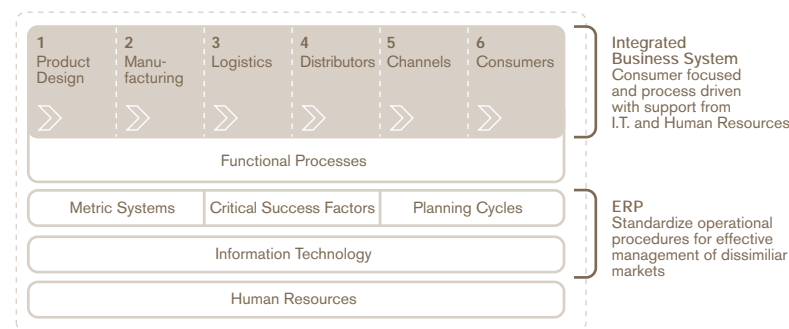 1
Product
Design
2
Manu-
facturing
3
Logistics
4
Distributors
5
Channels
6
Consumers
Functional Processes
Metric Systems
Critical Success Factors
Planning Cycles
Information Technology
Human Resources
Integrated
Business System
Consumer focused
and process driven
with support from
I.T. and Human Resources
ERP
Standardize operational
procedures for effective
management of dissimiliar
markets